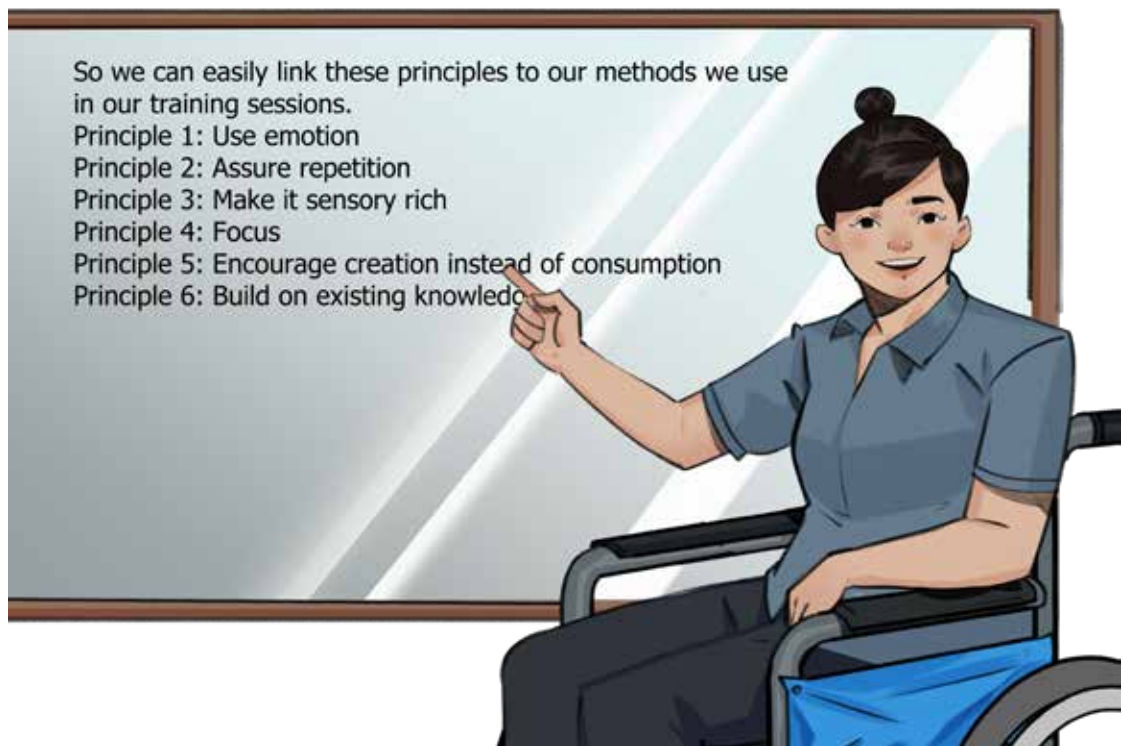 So we can easily link these principles to our methods we use
in our training sessions.
Principle 1: Use emotion
Principle 2: Assure repetition
Principle 3: Make it sensory rich
Principle 4: Focus
Principle 5: Encourage creation instead of consumption
Principle 6: Build on existing